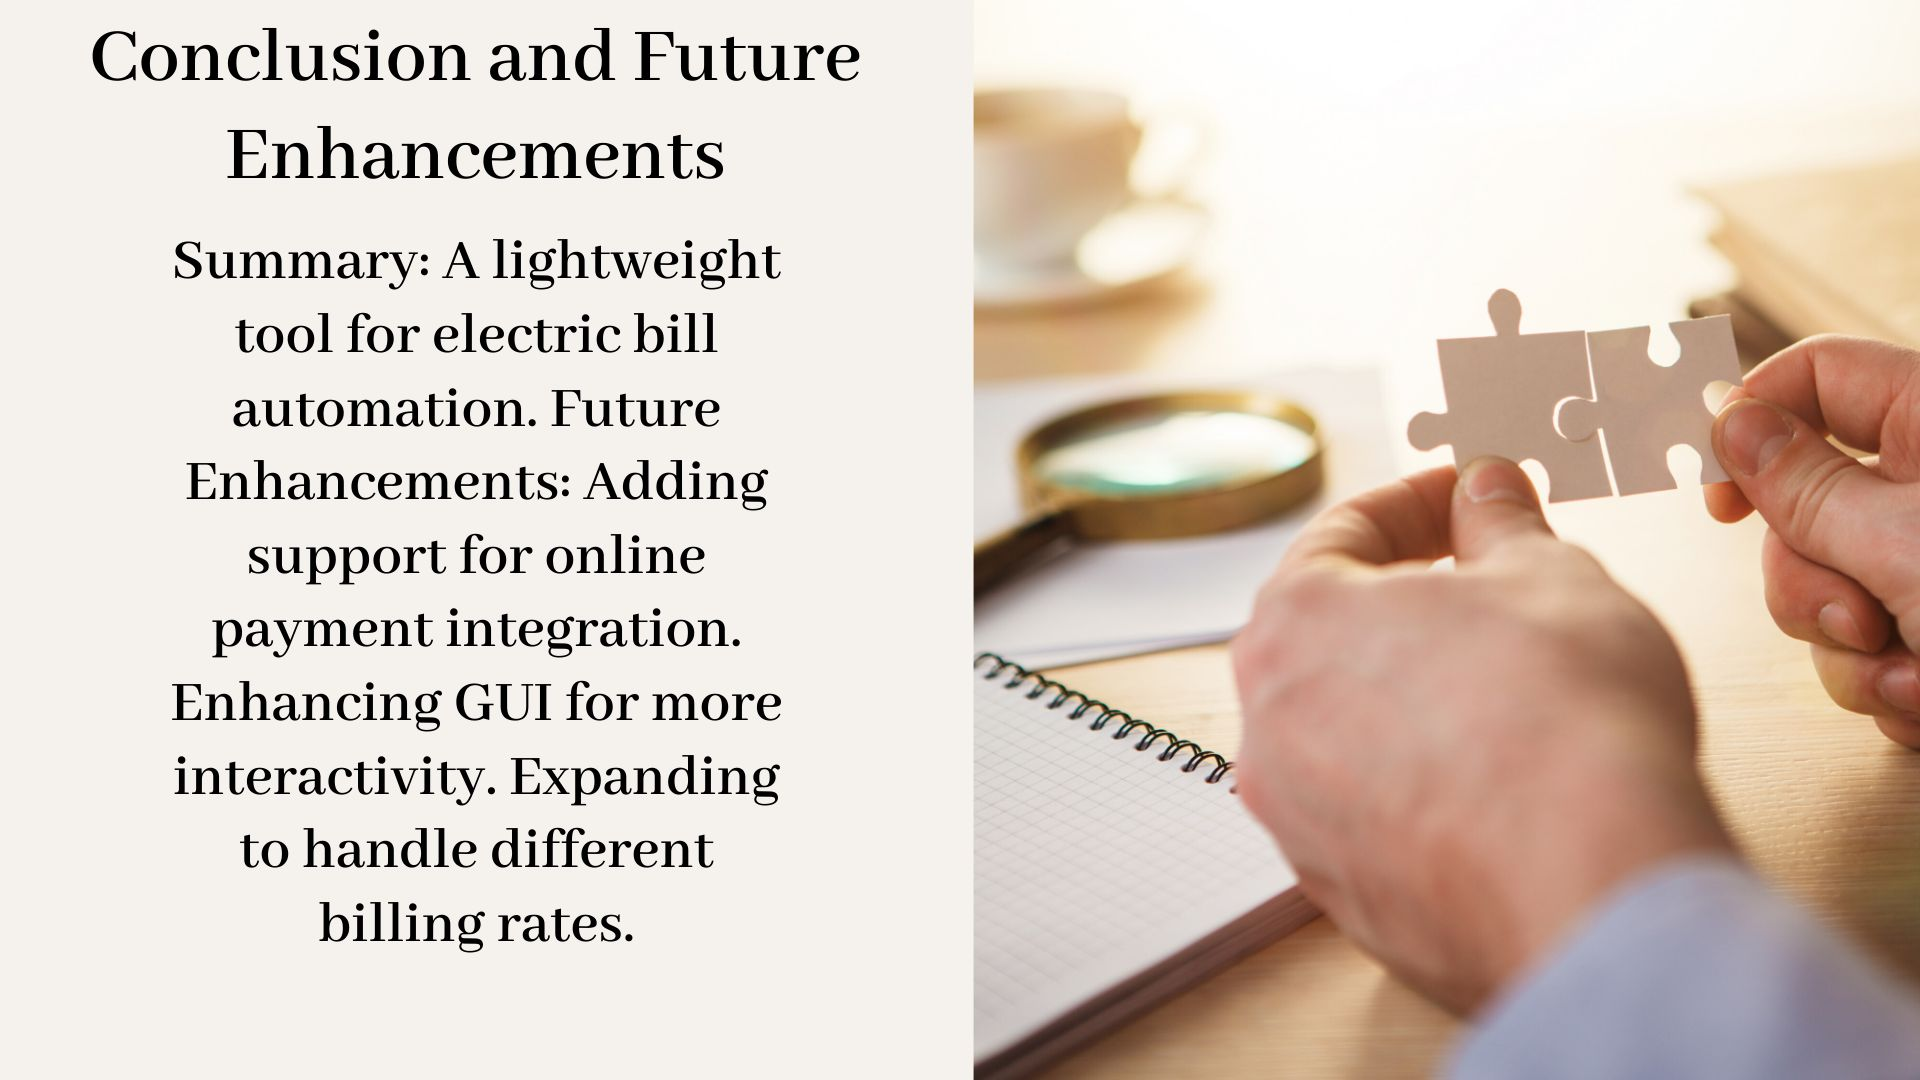 Conclusion and Future
Enhancements
Summary: A lightweight
tool for electric bill
automation. Future
Enhancements: Adding
support for online
payment integration.
Enhancing GUI for more
interactivity. Expanding
to handle different
billing rates.